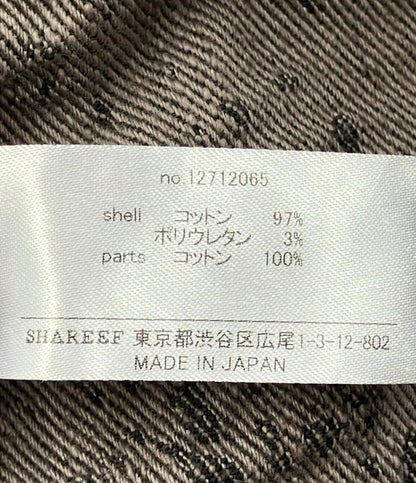 no.12712065
shell コットン 97%
ポリウレタン 3%
parts コットン 100%
SHAREEF 東京都渋谷区広尾1-3-12-802
MADE IN JAPAN